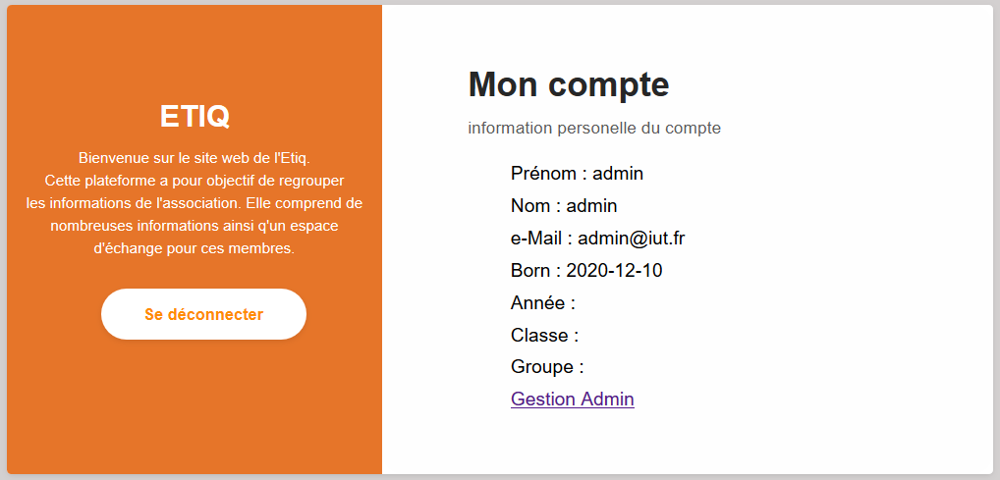 ETIQ
Bienvenue sur le site web de l'Etiq.
Cette plateforme a pour objectif de regrouper
les informations de l'association. Elle comprend de
nombreuses informations ainsi q'un espace
d'échange pour ces membres.
Se déconnecter
Mon compte
information personelle du compte
Prénom : admin
Nom : admin
e-Mail : admin@iut.fr
Born : 2020-12-10
Année :
Classe :
Groupe :
Gestion Admin